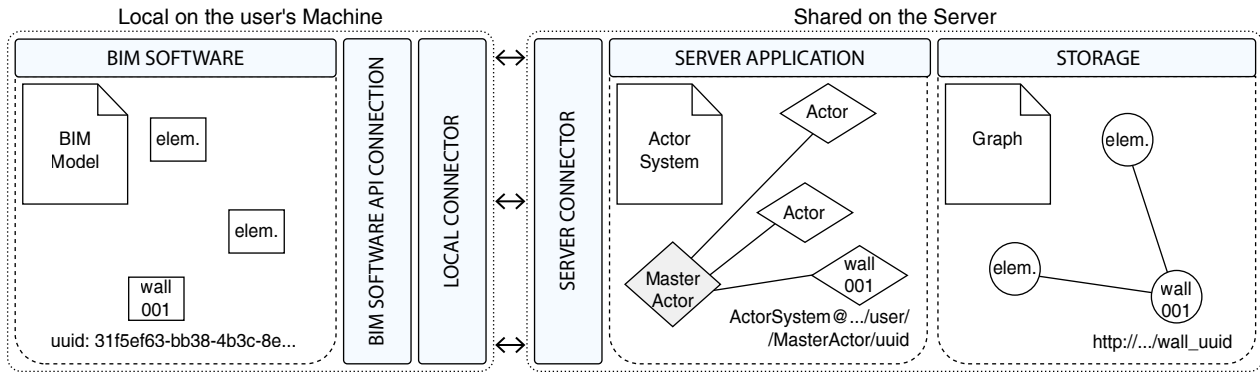 Local on the user's Machine
Shared on the Server
BIM SOFTWARE
BIM Model
elem.
elem.
wall 001
uuid: 31f5ef63-bb38-4b3c-8e...
BIM SOFTWARE API CONNECTION
LOCAL CONNECTOR
SERVER CONNECTOR
SERVER APPLICATION
Actor System
Actor
Actor
Master Actor
wall 001
ActorSystem@.../user/
/MasterActor/uuid
STORAGE
Graph
elem.
elem.
wall 001
http://.../wall_uuid